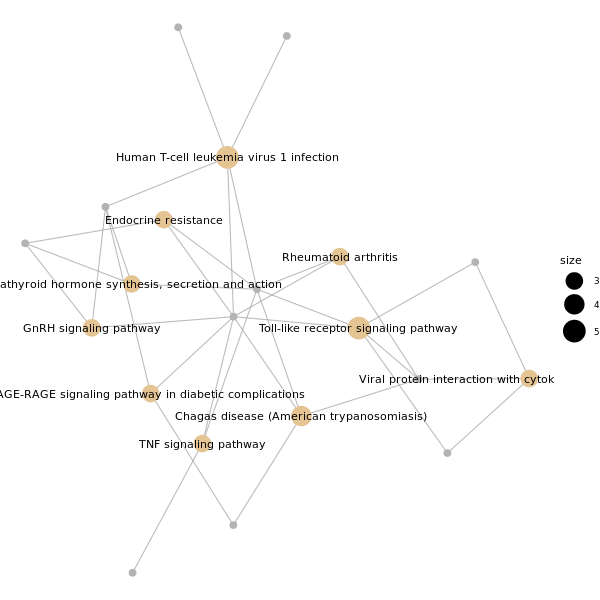 Human T-cell leukemia virus 1 infection
Endocrine resistance
Rheumatoid arthritis
size
3
4
5
athyroid hormone synthesis, secretion and action
GnRH signaling pathway
Toll-like receptor signaling pathway
Viral protein interaction with cytok
AGE-RAGE signaling pathway in diabetic complications
Chagas disease (American trypanosomiasis)
TNF signaling pathway